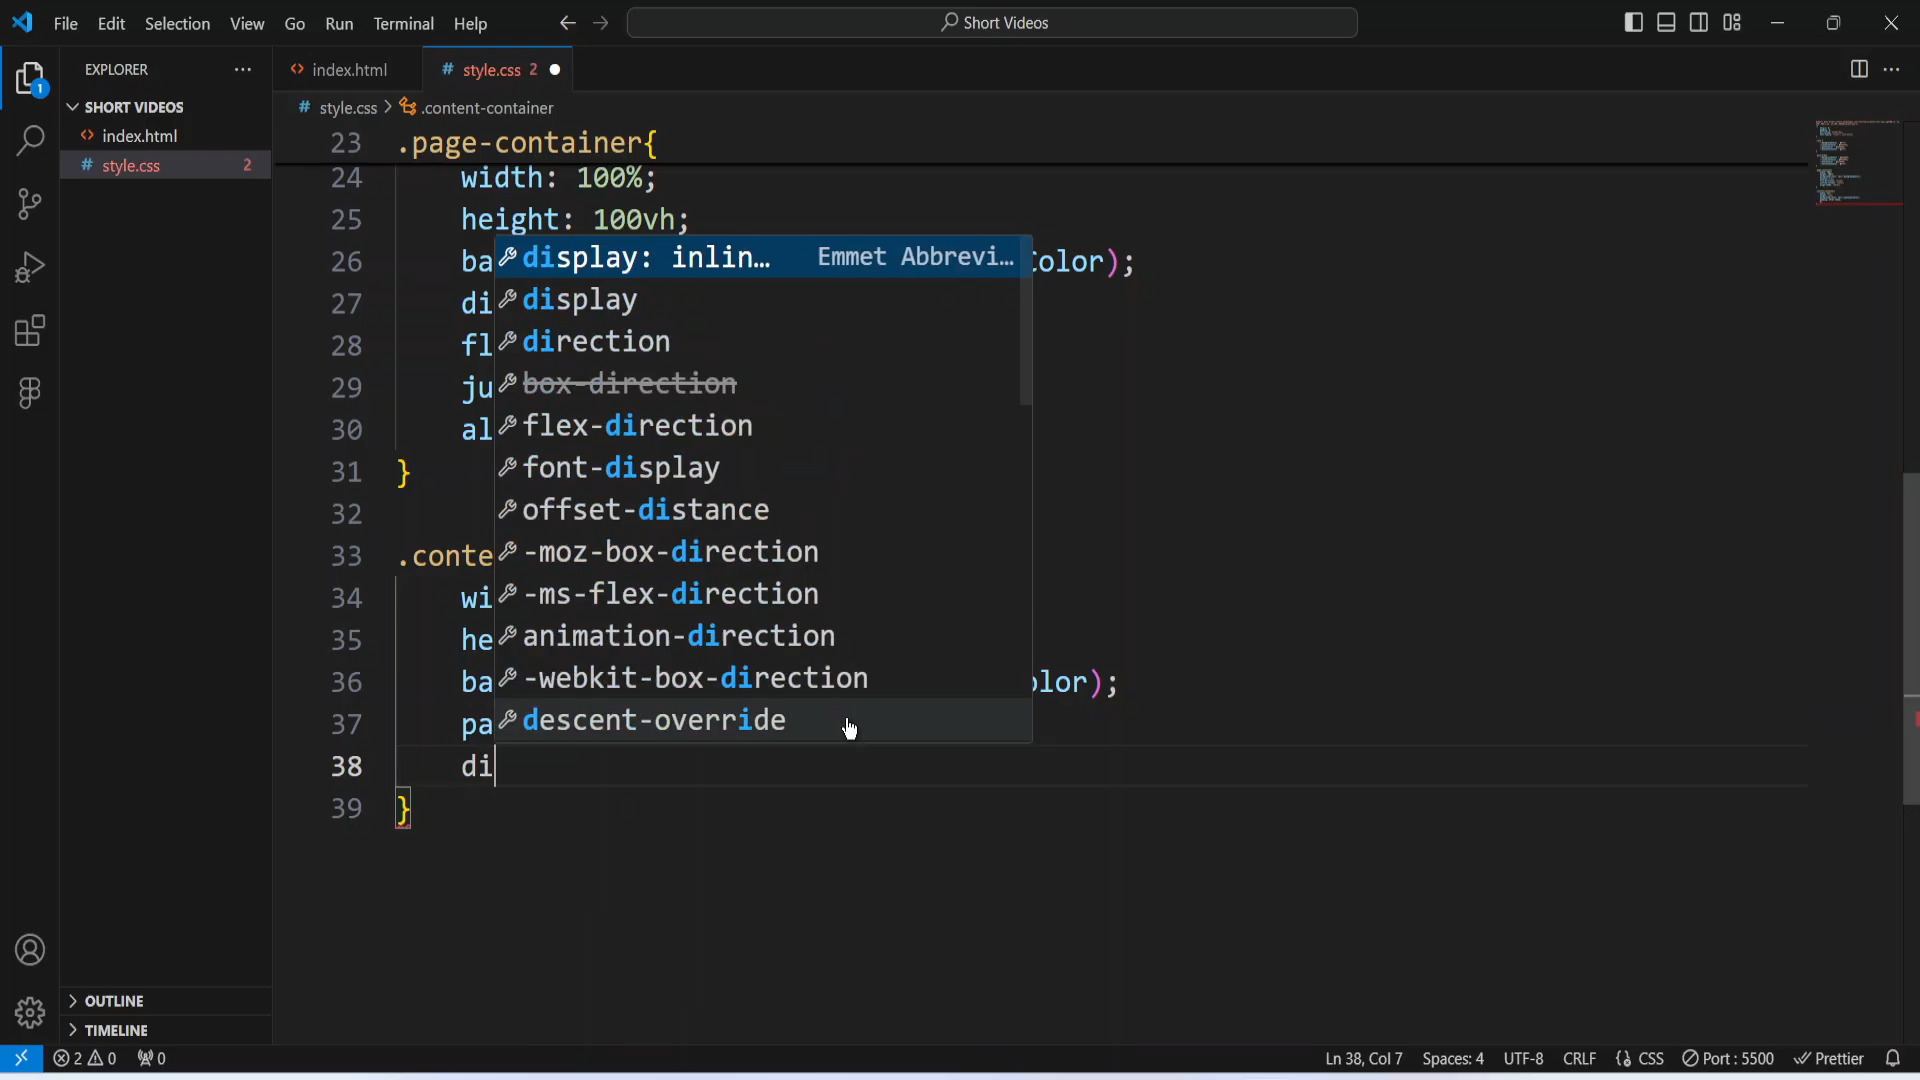 File Edit Selection View Go Run Terminal Help
Short Videos
EXPLORER
SHORT VIDEOS
index.html
style.css 2
index.html
style.css 2
style.css > .content-container
23 .page-container{
24 width: 100%;
25 height: 100vh;
26 ba color);
27 di
28 fl
29 ju
30 al
31 }
32
33 .conte
34 wi
35 he
36 ba lor);
37 pa
38 di
39 }
display: inlin… Emmet Abbrevi…
display
direction
box-direction
flex-direction
font-display
offset-distance
-moz-box-direction
-ms-flex-direction
animation-direction
-webkit-box-direction
descent-override
OUTLINE
TIMELINE
1
2 0 0
Ln 38, Col 7 Spaces: 4 UTF-8 CRLF CSS Port : 5500 Prettier